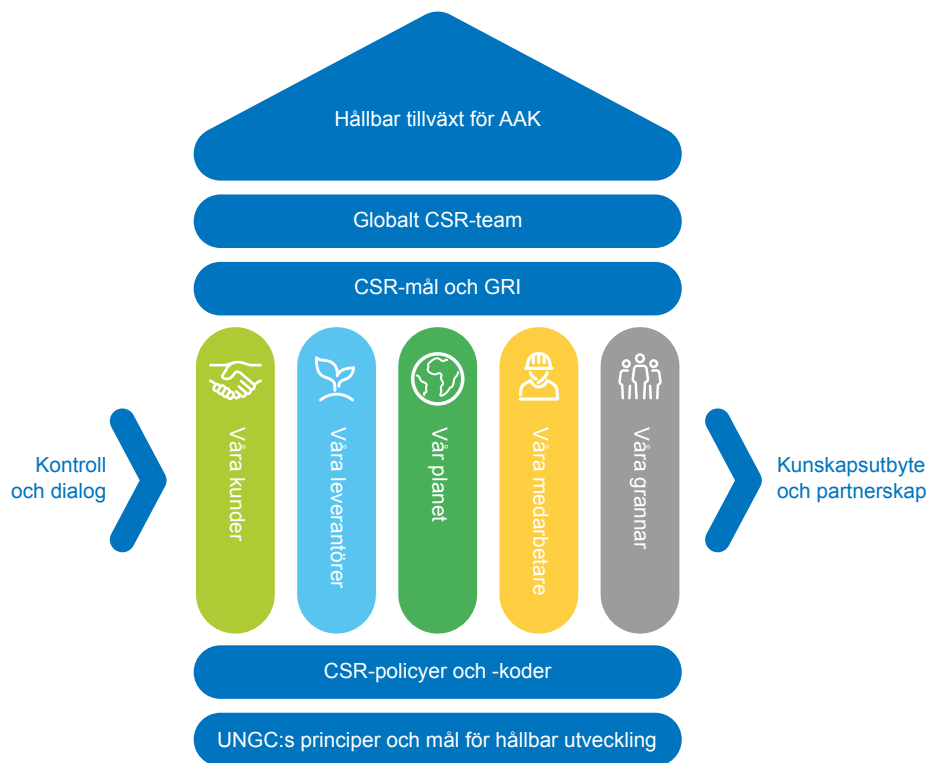 Hållbar tillväxt för AAK
Globalt CSR-team
CSR-mål och GRI
Kontroll
och dialog
Våra kunder
Våra leverantörer
Vår planet
Våra medarbetare
Våra grannar
Kunskapsutbyte
och partnerskap
CSR-policyer och -koder
UNGC:s principer och mål för hållbar utveckling